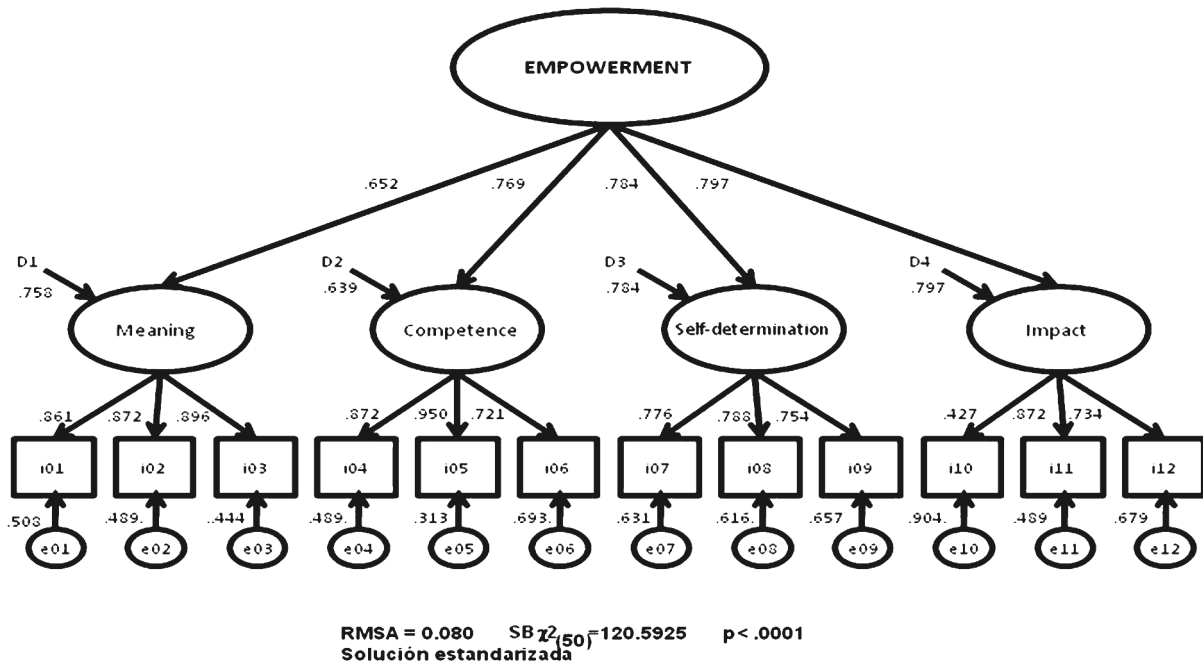 EMPOWERMENT
.652 .769 .784 .797
D1 D2 D3 D4
.758 .639 .784 .797
Meaning Competence Self-determination Impact
.861 .872 .896 .872 .950 .721 .776 .788 .754 .427 .872 .734
i01 i02 i03 i04 i05 i06 i07 i08 i09 i10 i11 i12
.508 .489. ..444 .489. .313 .693. .631 .616. .657 .904. .489 .679
e01 e02 e03 e04 e05 e06 e07 e08 e09 e10 e11 e12
RMSA = 0.080 SB χ2(50)=120.5925 p< .0001
Solución estandarizada